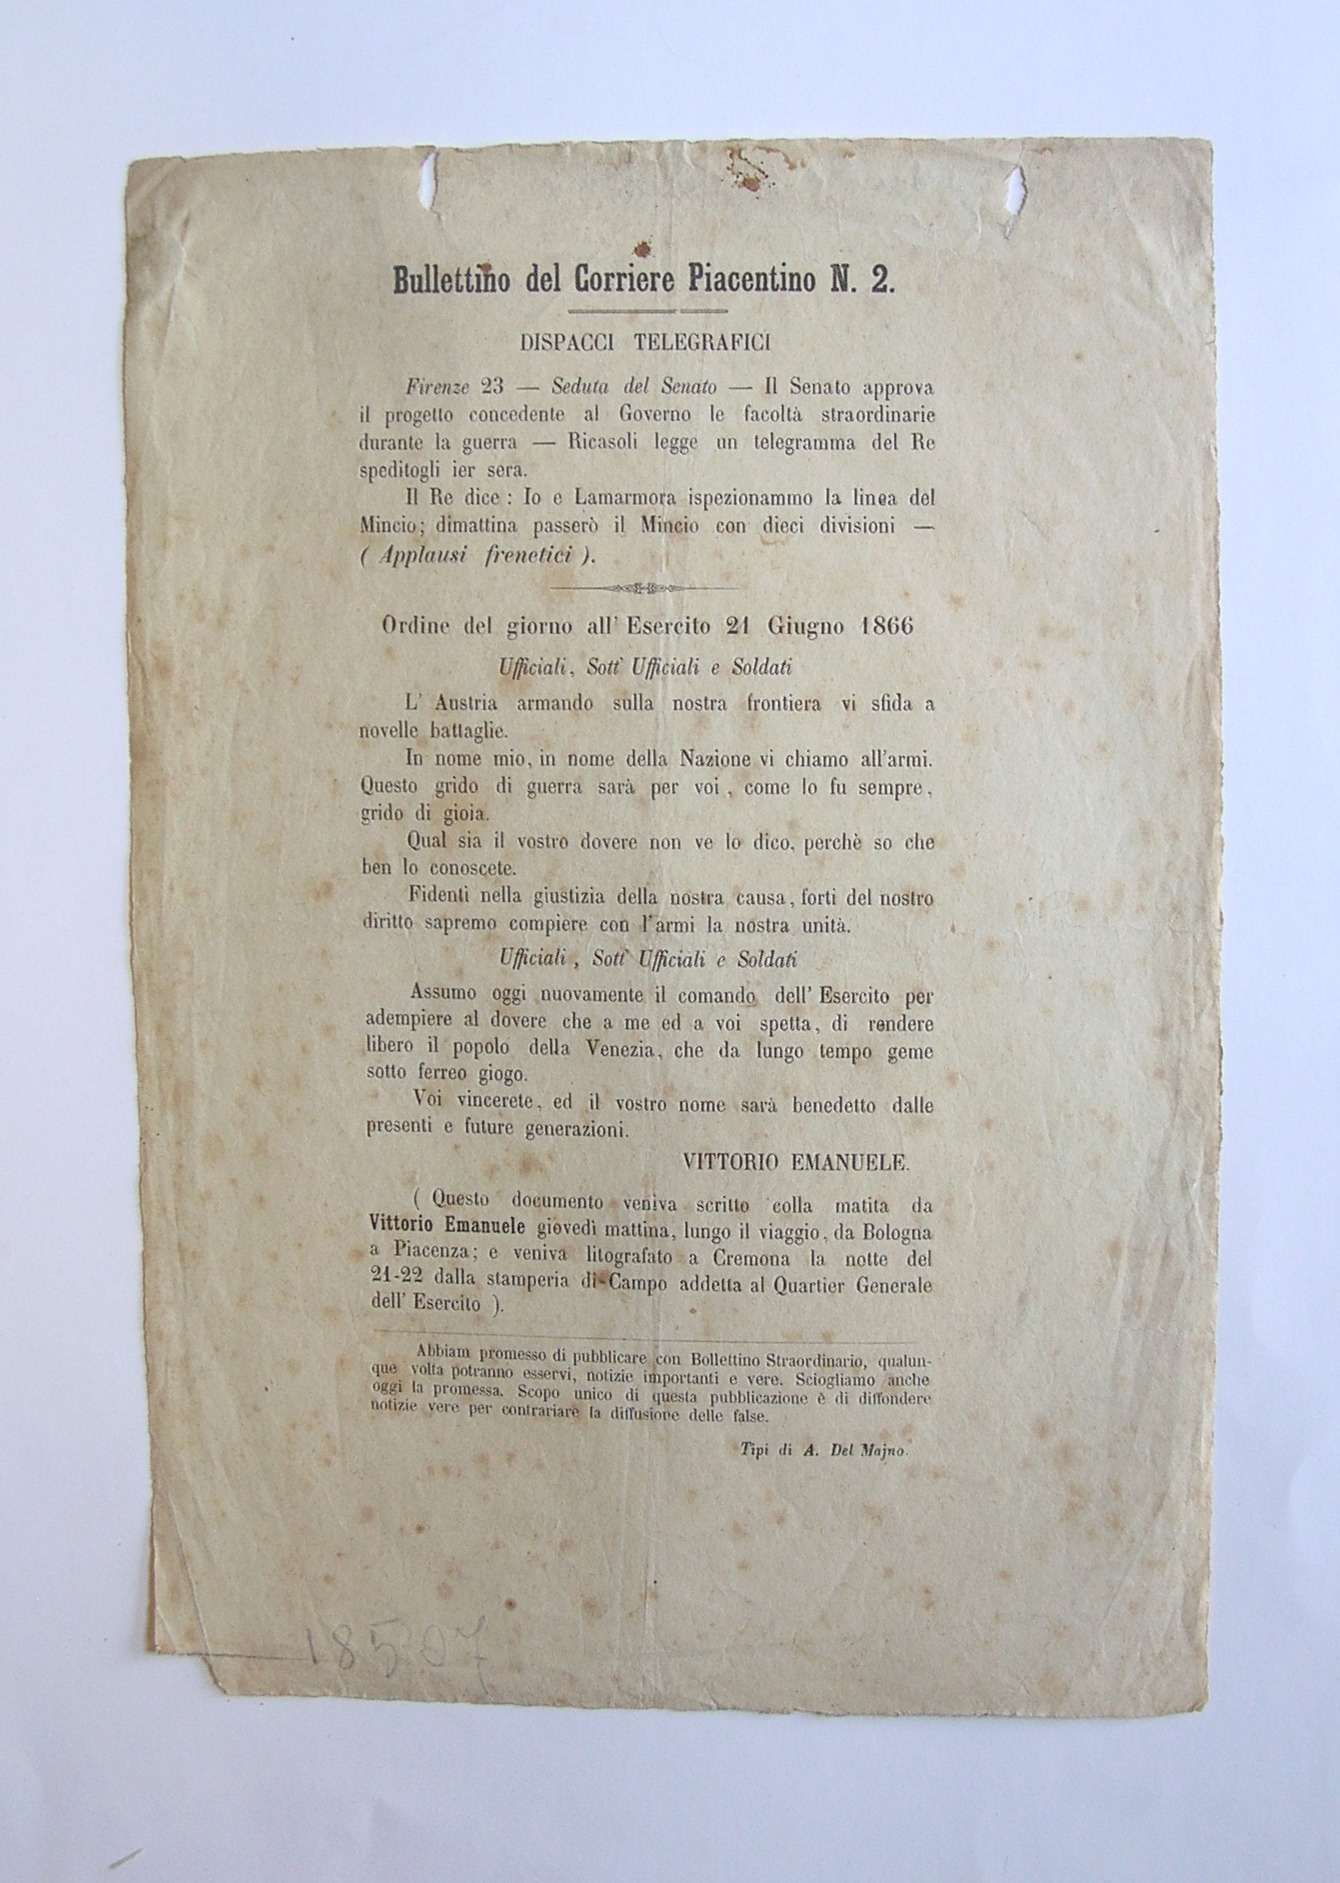 Bullettino del Corriere Piacentino N. 2.
DISPACCI TELEGRAFICI
Firenze 23 — Seduta del Senato — Il Senato approva
il progetto concedente al Governo le facoltà straordinarie
durante la guerra — Ricasoli legge un telegramma del Re
speditogli ier sera.
Il Re dice : Io e Lamarmora ispezionammo la linea del
Mincio; dimattina passerò il Mincio con dieci divisioni —
( Applausi frenetici ).
Ordine del giorno all' Esercito 21 Giugno 1866
Ufficiali, Sott' Ufficiali e Soldati
L' Austria armando sulla nostra frontiera vi sfida a
novelle battaglie.
In nome mio, in nome della Nazione vi chiamo all'armi.
Questo grido di guerra sarà per voi , come lo fu sempre,
grido di gioia.
Qual sia il vostro dovere non ve lo dico, perchè so che
ben lo conoscete.
Fidenti nella giustizia della nostra causa, forti del nostro
diritto sapremo compiere con l'armi la nostra unità.
Ufficiali , Sott' Ufficiali e Soldati
Assumo oggi nuovamente il comando dell' Esercito per
adempiere al dovere che a me ed a voi spetta, di rendere
libero il popolo della Venezia, che da lungo tempo geme
sotto ferreo giogo.
Voi vincerete, ed il vostro nome sarà benedetto dalle
presenti e future generazioni.
VITTORIO EMANUELE.
( Questo documento veniva scritto colla matita da
Vittorio Emanuele giovedì mattina, lungo il viaggio, da Bologna
a Piacenza; e veniva litografato a Cremona la notte del
21-22 dalla stamperia di Campo addetta al Quartier Generale
dell' Esercito ).
Abbiam promesso di pubblicare con Bollettino Straordinario, qualun-
que volta potranno esservi, notizie importanti e vere. Sciogliamo anche
oggi la promessa. Scopo unico di questa pubblicazione è di diffondere
notizie vere per contrariare la diffusione delle false.
Tipi di A. Del Majno.
18507